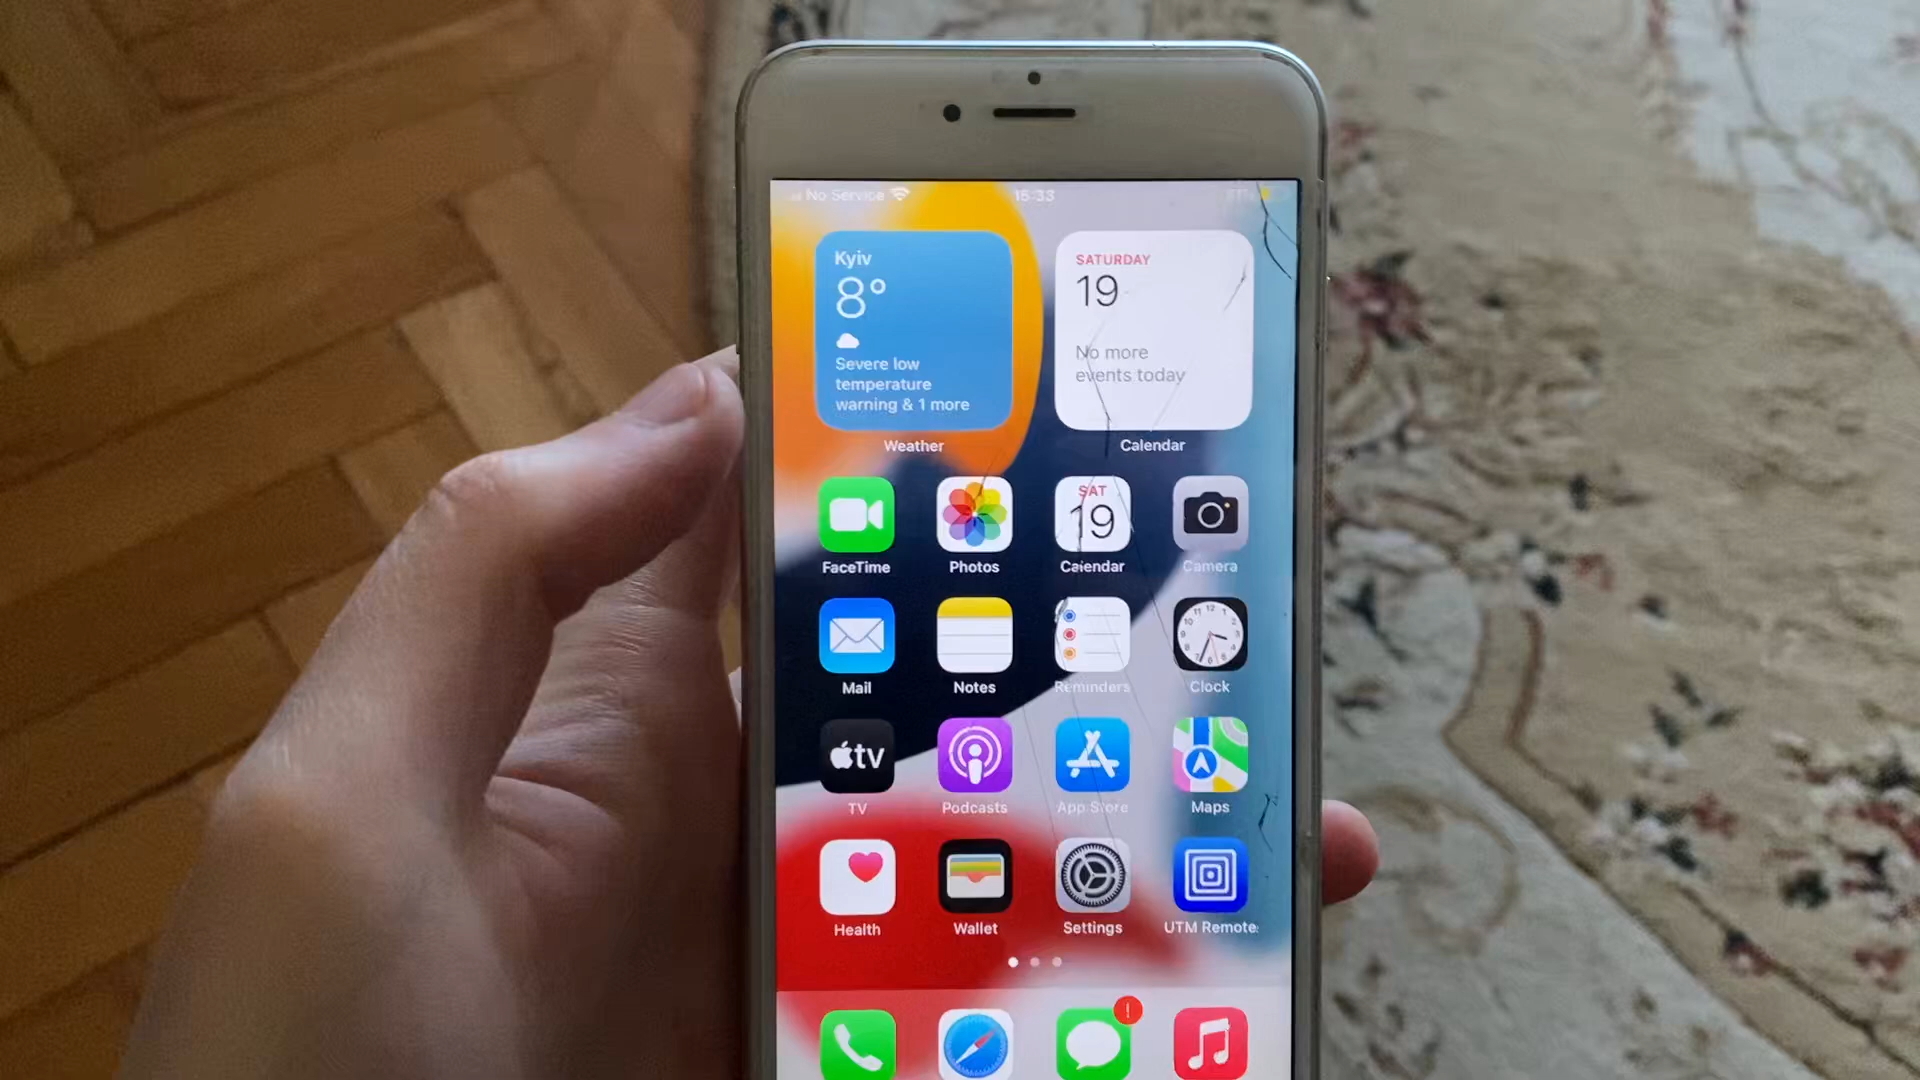 No Service
15:33
Kyiv
8°
Severe low
temperature
warning & 1 more
Weather
SATURDAY
19
No more
events today
Calendar
FaceTime
Photos
SAT
19
Calendar
Camera
Mail
Notes
Reminders
Clock
tv
TV
Podcasts
App Store
Maps
Health
Wallet
Settings
UTM Remote
!